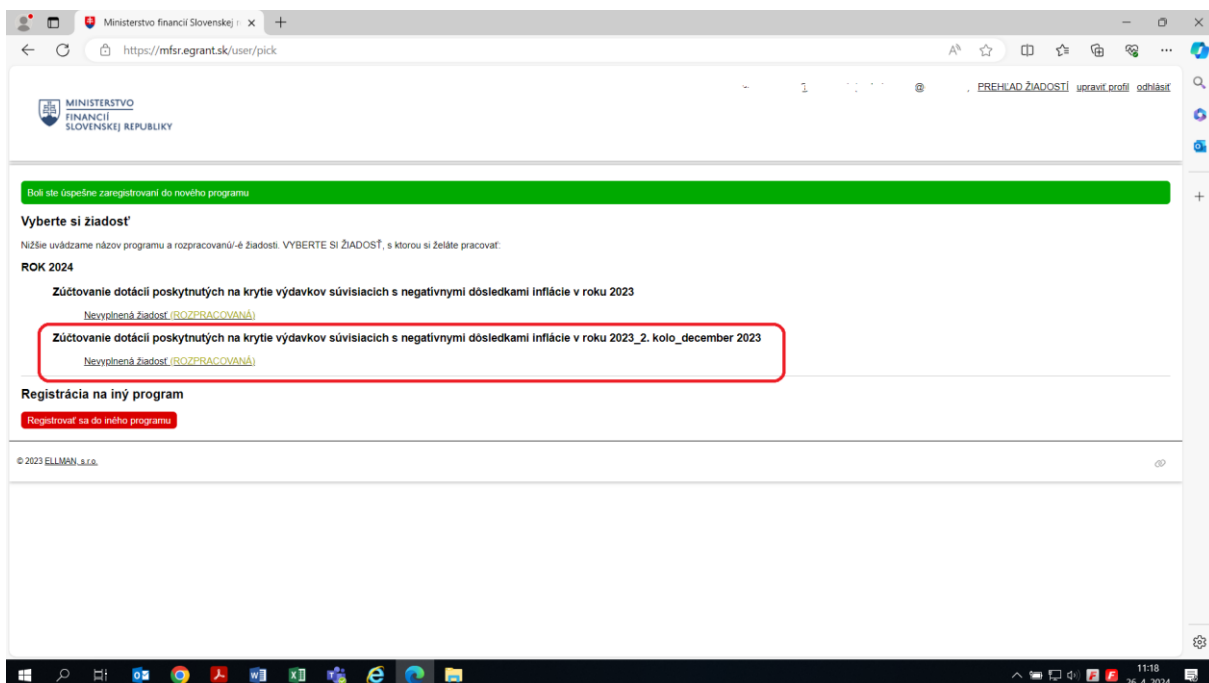 Ministerstvo financií Slovenskej r
https://mfsr.egrant.sk/user/pick
@ , PREHĽAD ŽIADOSTÍ upraviť profil odhlásiť
MINISTERSTVO
FINANCIÍ
SLOVENSKEJ REPUBLIKY
Boli ste úspešne zaregistrovaní do nového programu
Vyberte si žiadosť
Nižšie uvádzame názov programu a rozpracovanú/-é žiadosti. VYBERTE SI ŽIADOSŤ, s ktorou si želáte pracovať:
ROK 2024
Zúčtovanie dotácií poskytnutých na krytie výdavkov súvisiacich s negatívnymi dôsledkami inflácie v roku 2023
Nevyplnená žiadosť (ROZPRACOVANÁ)
Zúčtovanie dotácií poskytnutých na krytie výdavkov súvisiacich s negatívnymi dôsledkami inflácie v roku 2023_2. kolo_december 2023
Nevyplnená žiadosť (ROZPRACOVANÁ)
Registrácia na iný program
Registrovať sa do iného programu
© 2023 ELLMAN, s.r.o.
11:18
26. 4. 2024